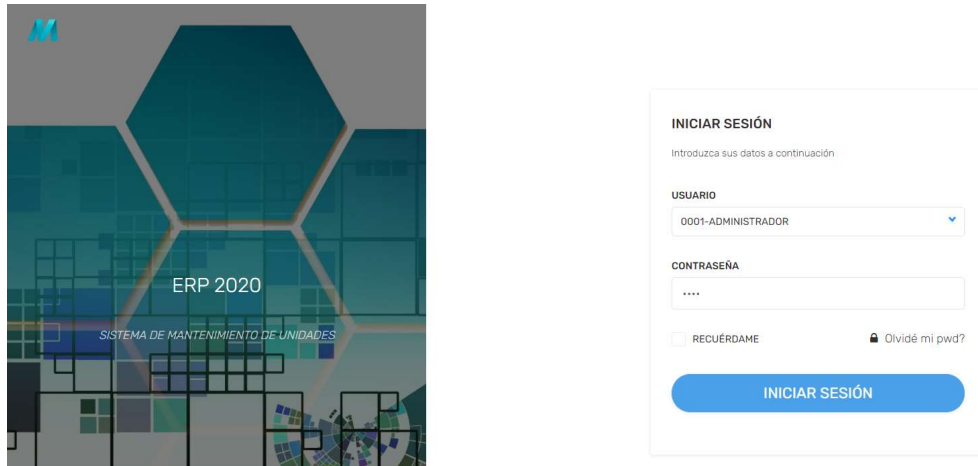 ERP 2020
SISTEMA DE MANTENIMIENTO DE UNIDADES
INICIAR SESIÓN
Introduzca sus datos a continuación
USUARIO
0001-ADMINISTRADOR
CONTRASEÑA
••••
RECUÉRDAME
Olvidé mi pwd?
INICIAR SESIÓN